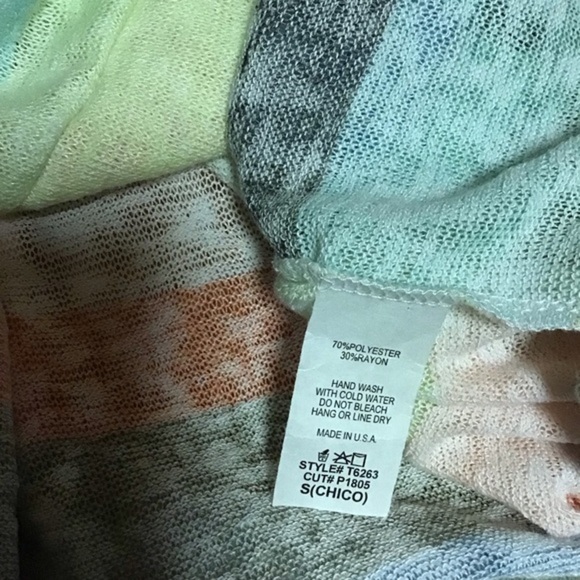 70%POLYESTER
30%RAYON
HAND WASH
WITH COLD WATER
DO NOT BLEACH
HANG OR LINE DRY
MADE IN U.S.A.
STYLE# T6263
CUT# P1805
S(CHICO)